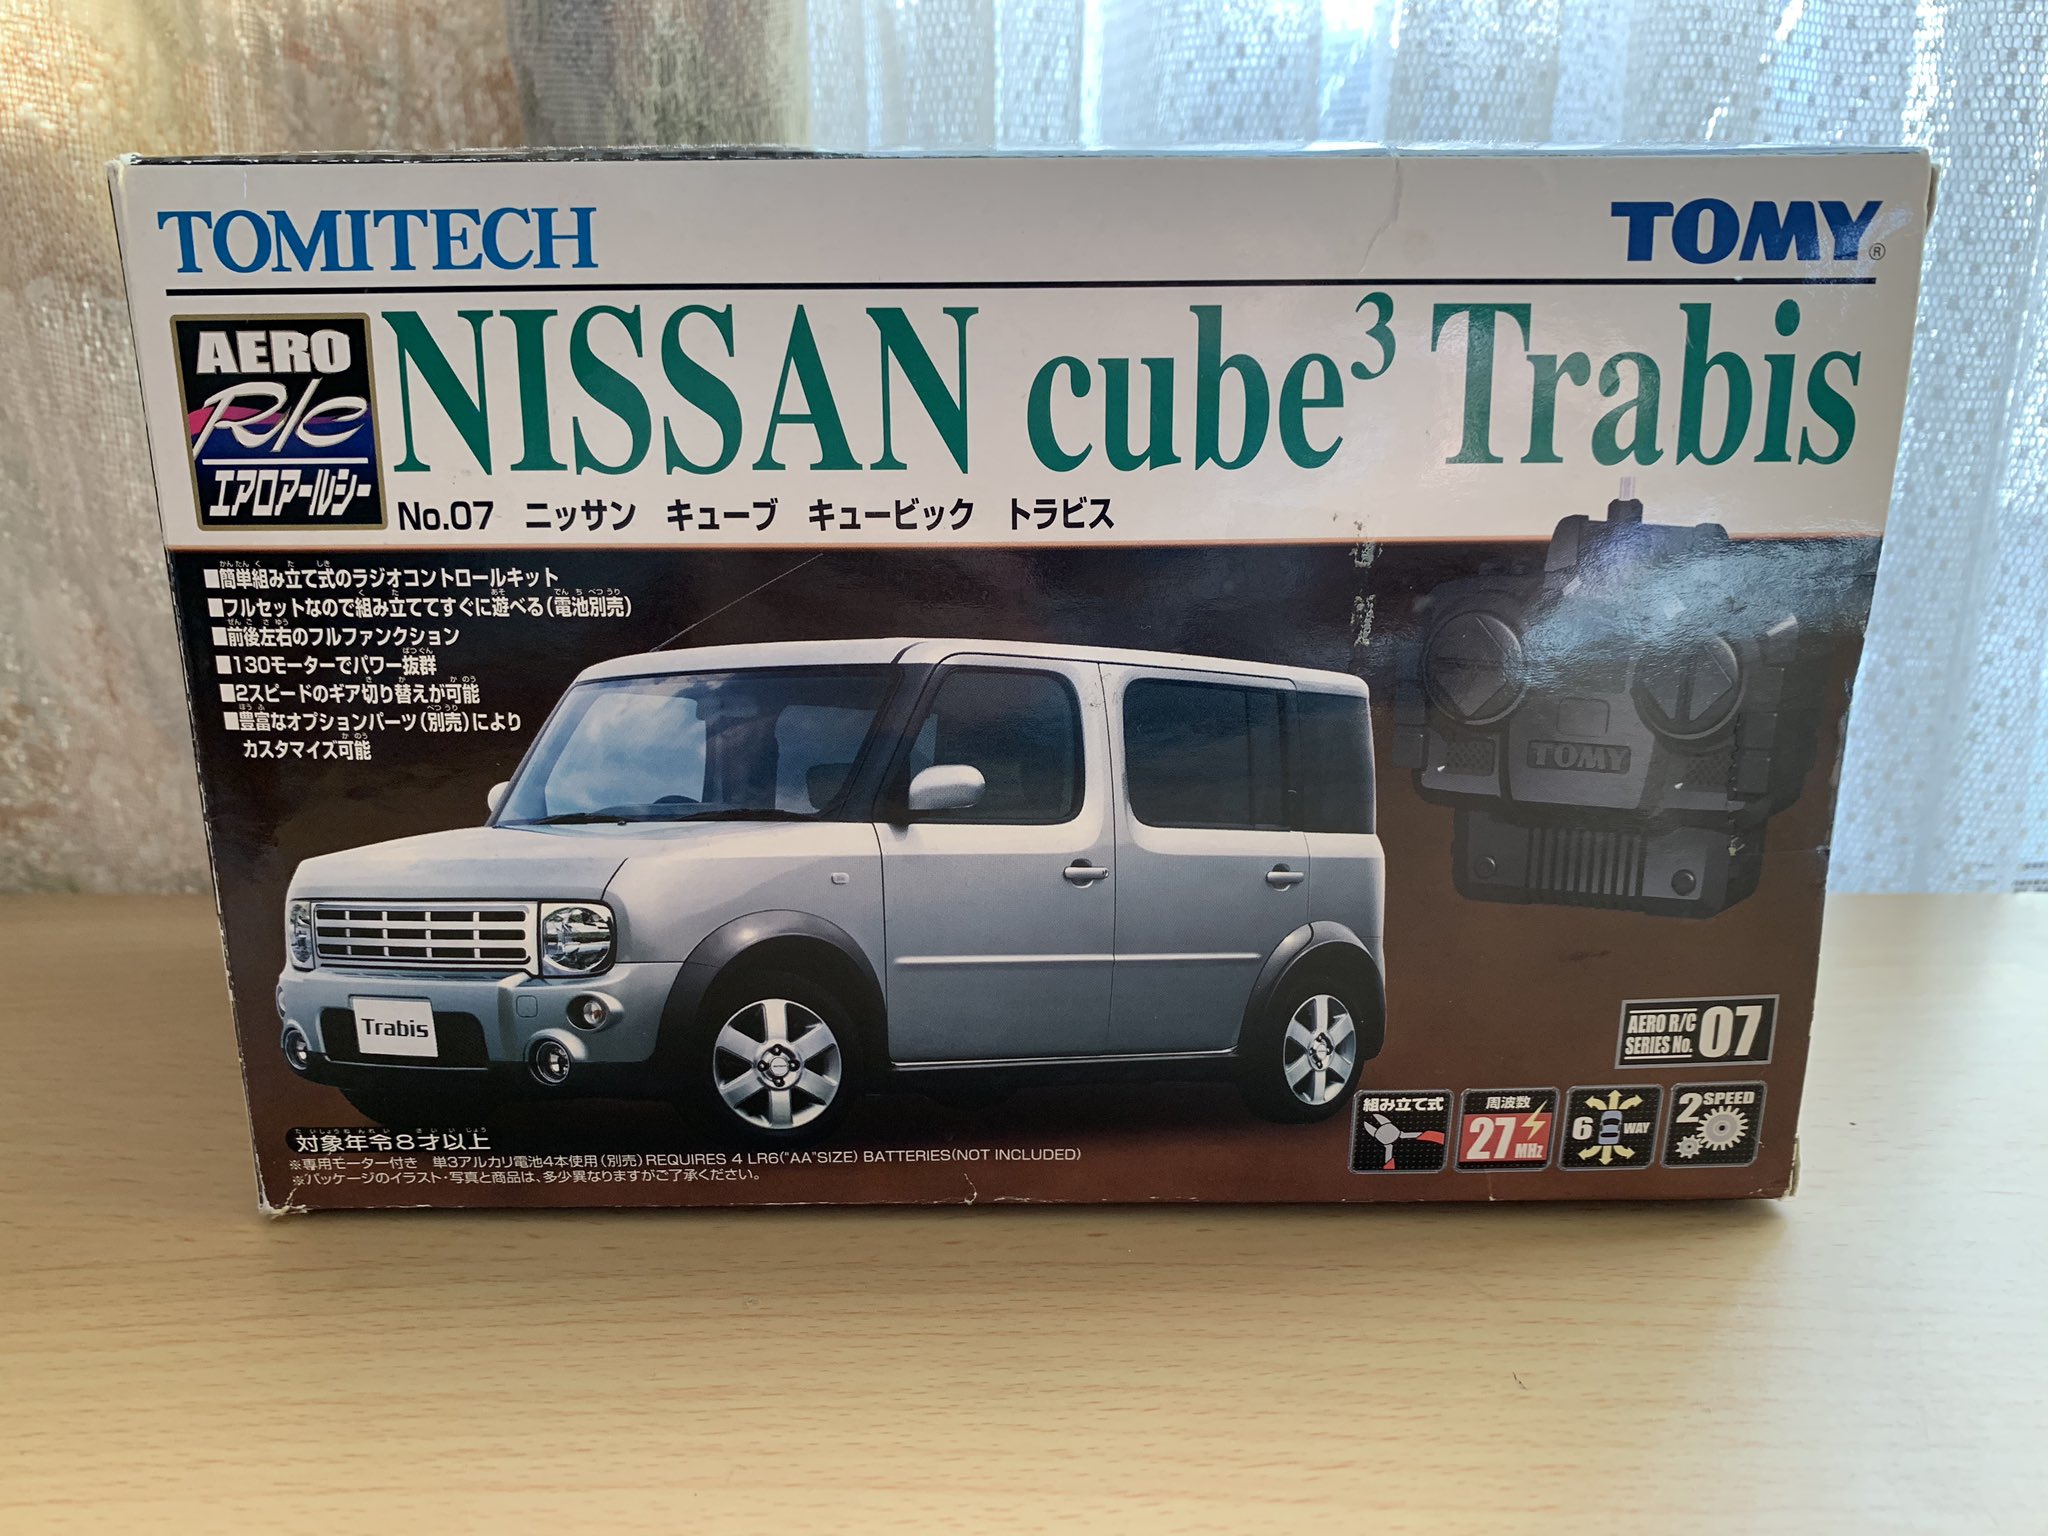 TOMITECH
TOMY®
AERO
R/C
エアロアールシー
NISSAN cube³ Trabis
No.07 ニッサン キューブ キュービック トラビス
■簡単組み立て式のラジオコントロールキット
■フルセットなので組み立ててすぐに遊べる(電池別売)
■前後左右のフルファンクション
■130モーターでパワー抜群
■2スピードのギア切り替えが可能
■豊富なオプションパーツ(別売)により
カスタマイズ可能
TOMY
Trabis
AERO R/C
SERIES No. 07
組み立て式
周波数
27MHz
6 WAY
2 SPEED
対象年令8才以上
※専用モーター付き 単3アルカリ電池4本使用(別売) REQUIRES 4 LR6("AA"SIZE) BATTERIES(NOT INCLUDED)
※パッケージのイラスト・写真と商品は、多少異なりますがご了承ください。